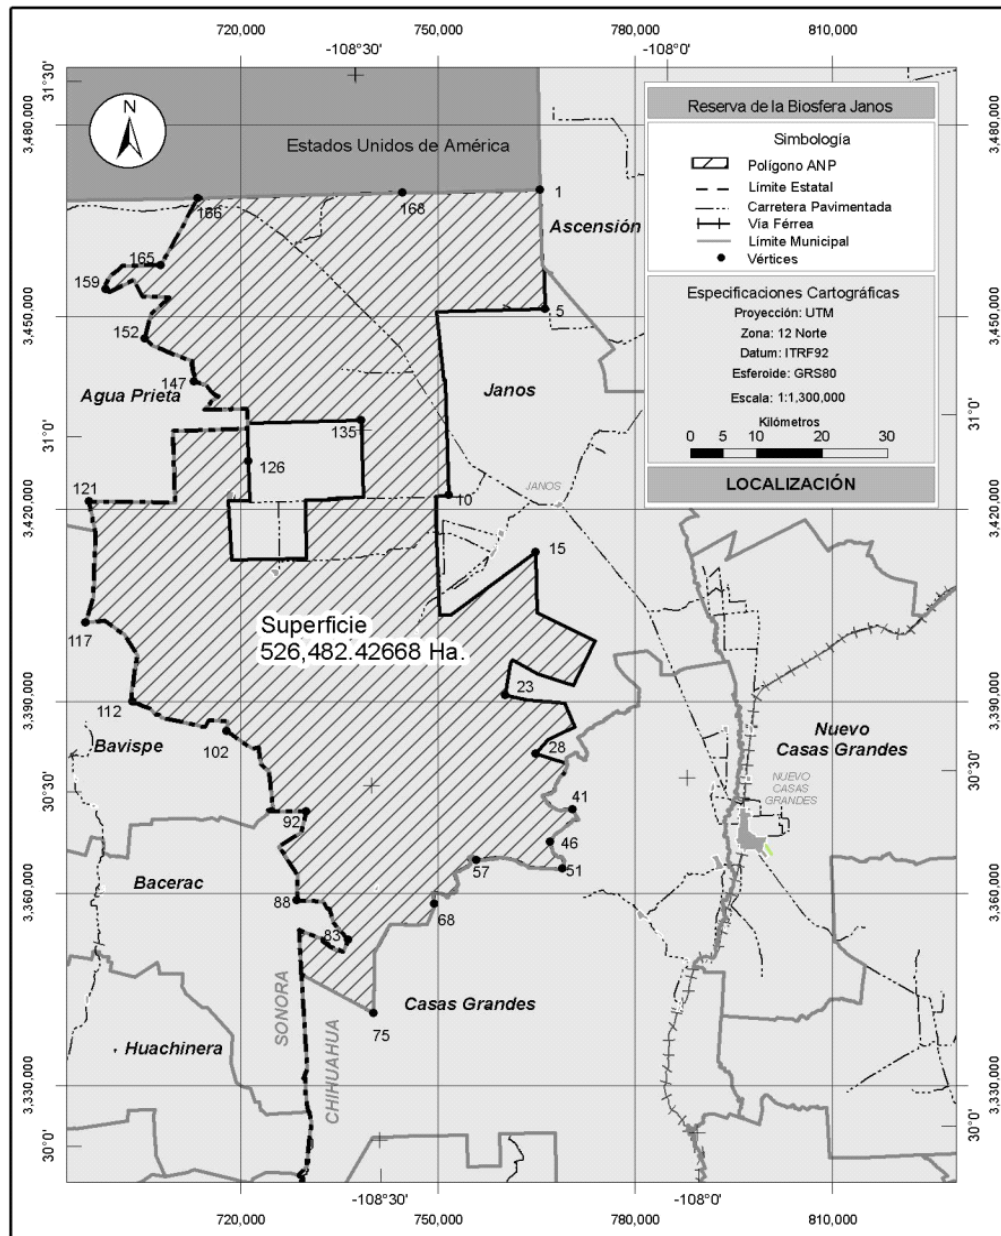 720,000
750,000
780,000
810,000
-108°30'
-108°0'
31°30'
31°30'
3,480,000
3,480,000
N
Estados Unidos de América
Reserva de la Biosfera Janos
Simbología
Polígono ANP
Límite Estatal
Carretera Pavimentada
Vía Férrea
Límite Municipal
Vértices
166
168
1
Ascensión
165
159
Especificaciones Cartográficas
Proyección: UTM
Zona: 12 Norte
Datum: ITRF92
Esferoide: GRS80
Escala: 1:1,300,000
Kilómetros
0 5 10 20 30
LOCALIZACIÓN
3,450,000
3,450,000
5
152
147
Agua Prieta
Janos
31°0'
31°0'
135
126
121
10
JANOS
3,420,000
3,420,000
15
Superficie
526,482.42668 Ha.
117
23
3,390,000
3,390,000
112
102
Bavispe
28
Nuevo
Casas Grandes
30°30'
30°30'
NUEVO
CASAS
GRANDES
41
92
46
57
51
Bacerac
3,360,000
3,360,000
88
68
83
Casas Grandes
75
SONORA
CHIHUAHUA
Huachinera
3,330,000
3,330,000
30°0'
30°0'
-108°30'
-108°0'
720,000
750,000
780,000
810,000